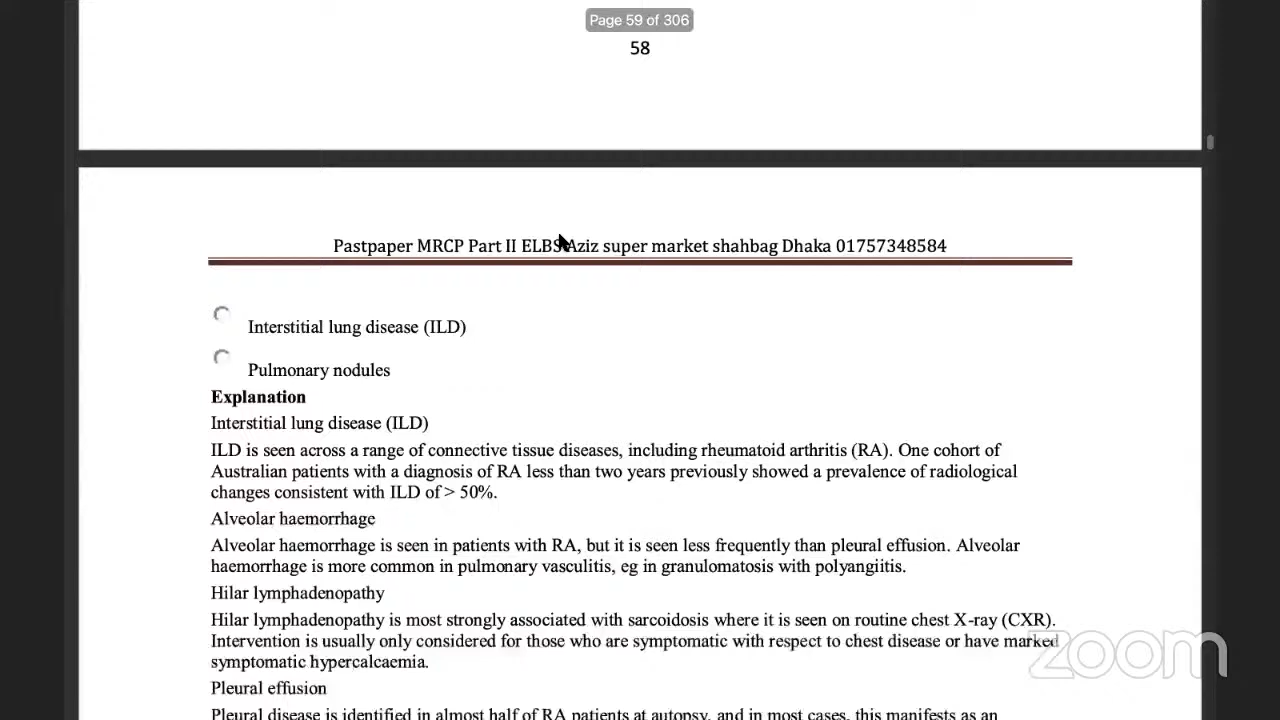 Page 59 of 306
58
Pastpaper MRCP Part II ELBS Aziz super market shahbag Dhaka 01757348584
Interstitial lung disease (ILD)
Pulmonary nodules
Explanation
Interstitial lung disease (ILD)
ILD is seen across a range of connective tissue diseases, including rheumatoid arthritis (RA). One cohort of
Australian patients with a diagnosis of RA less than two years previously showed a prevalence of radiological
changes consistent with ILD of > 50%.
Alveolar haemorrhage
Alveolar haemorrhage is seen in patients with RA, but it is seen less frequently than pleural effusion. Alveolar
haemorrhage is more common in pulmonary vasculitis, eg in granulomatosis with polyangiitis.
Hilar lymphadenopathy
Hilar lymphadenopathy is most strongly associated with sarcoidosis where it is seen on routine chest X-ray (CXR).
Intervention is usually only considered for those who are symptomatic with respect to chest disease or have marked
symptomatic hypercalcaemia.
Pleural effusion
Pleural disease is identified in almost half of RA patients at autopsy, and in most cases, this manifests as an
zoom